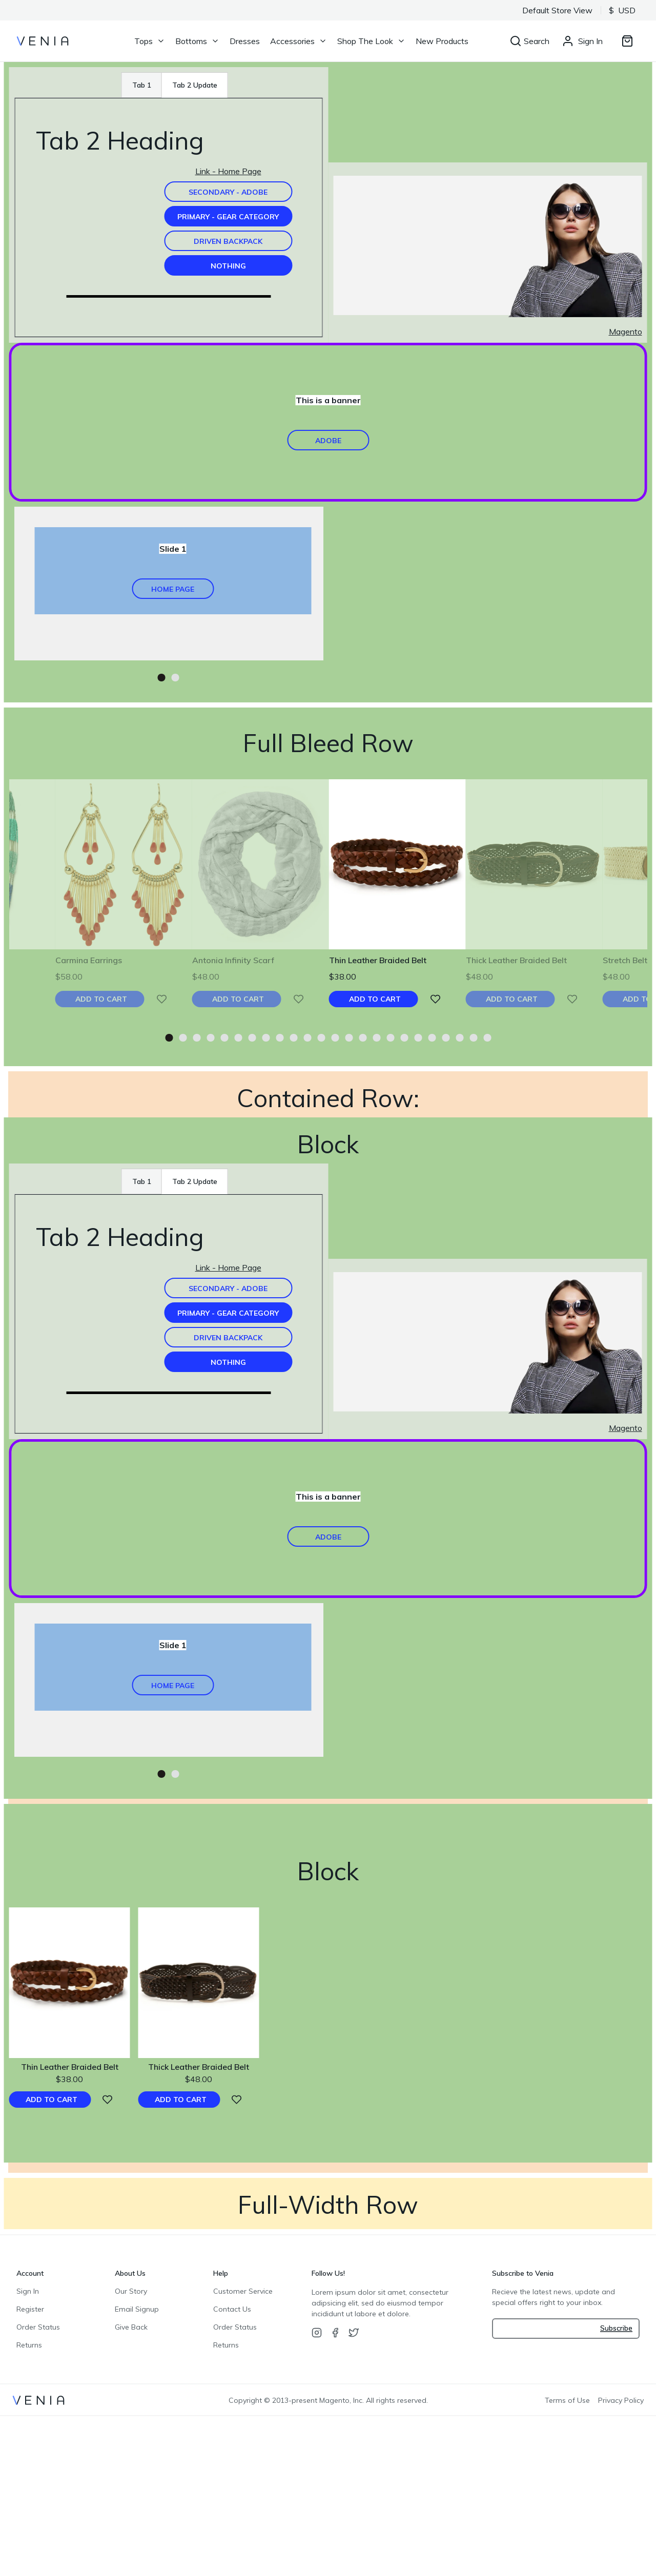 Default Store View
$ USD
VENIA
Tops
Bottoms
Dresses
Accessories
Shop The Look
New Products
Search
Sign In
Tab 1
Tab 2 Update
Tab 2 Heading
Link - Home Page
SECONDARY - ADOBE
PRIMARY - GEAR CATEGORY
DRIVEN BACKPACK
NOTHING
Magento
This is a banner
ADOBE
Slide 1
HOME PAGE
Full Bleed Row
Carmina Earrings
$58.00
ADD TO CART
Antonia Infinity Scarf
$48.00
ADD TO CART
Thin Leather Braided Belt
$38.00
ADD TO CART
Thick Leather Braided Belt
$48.00
ADD TO CART
Stretch Belt
$48.00
ADD
Contained Row:
Block
Tab 1
Tab 2 Update
Tab 2 Heading
Link - Home Page
SECONDARY - ADOBE
PRIMARY - GEAR CATEGORY
DRIVEN BACKPACK
NOTHING
Magento
This is a banner
ADOBE
Slide 1
HOME PAGE
Block
Thin Leather Braided Belt
$38.00
ADD TO CART
Thick Leather Braided Belt
$48.00
ADD TO CART
Full-Width Row
Account
Sign In
Register
Order Status
Returns
About Us
Our Story
Email Signup
Give Back
Help
Customer Service
Contact Us
Order Status
Returns
Follow Us!
Lorem ipsum dolor sit amet, consectetur
adipsicing elit, sed do eiusmod tempor
incididunt ut labore et dolore.
Subscribe to Venia
Recieve the latest news, update and
special offers right to your inbox.
Subscribe
VENIA
Copyright © 2013-present Magento, Inc. All rights reserved.
Terms of Use
Privacy Policy